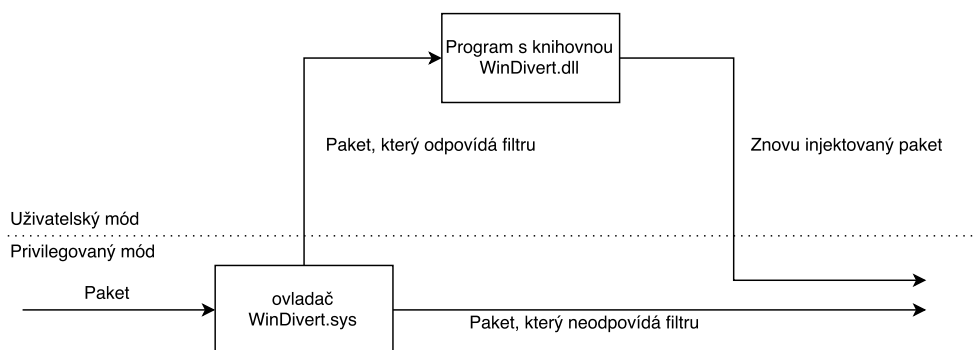 Program s knihovnou
WinDivert.dll
Paket, který odpovídá filtru
Znovu injektovaný paket
Uživatelský mód
Privilegovaný mód
Paket
ovladač
WinDivert.sys
Paket, který neodpovídá filtru